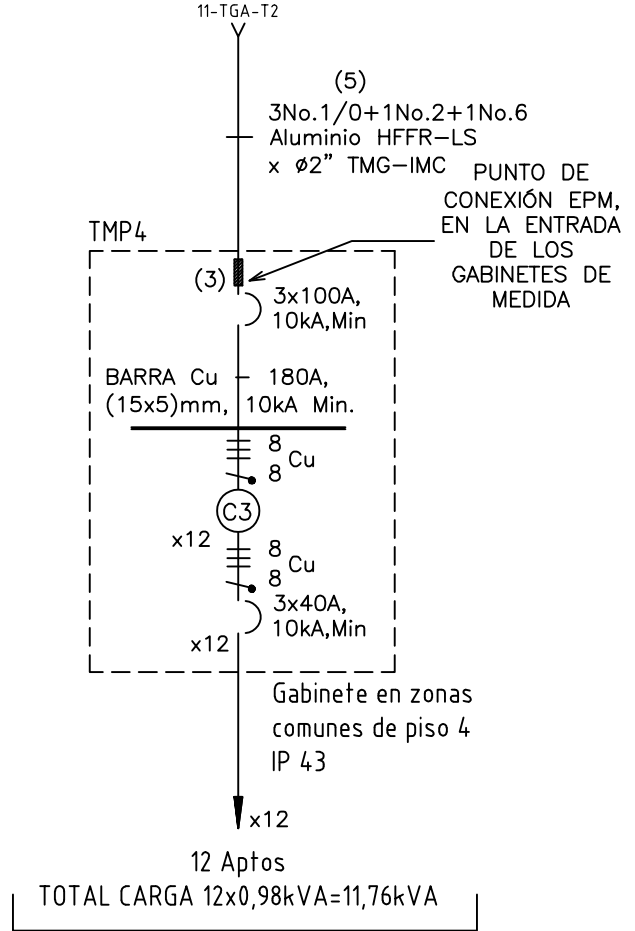 11-TGA-T2
(5)
3No.1/0+1No.2+1No.6
Aluminio HFFR-LS
x ø2" TMG-IMC
PUNTO DE
CONEXIÓN EPM,
EN LA ENTRADA
DE LOS
GABINETES DE
MEDIDA
TMP4
(3)
3x100A,
10kA,Min
BARRA Cu 180A,
(15x5)mm, 10kA Min.
8
Cu
8
C3
x12
8
Cu
8
3x40A,
10kA,Min
x12
Gabinete en zonas
comunes de piso 4
IP 43
x12
12 Aptos
TOTAL CARGA 12x0,98kVA=11,76kVA